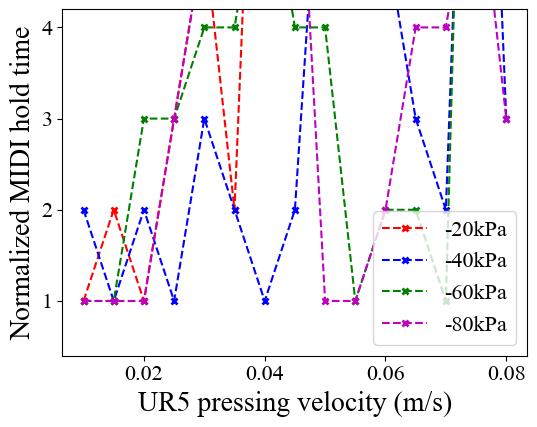 Normalized MIDI hold time
4
3
2
1
-20kPa
-40kPa
-60kPa
-80kPa
0.02 0.04 0.06 0.08
UR5 pressing velocity (m/s)